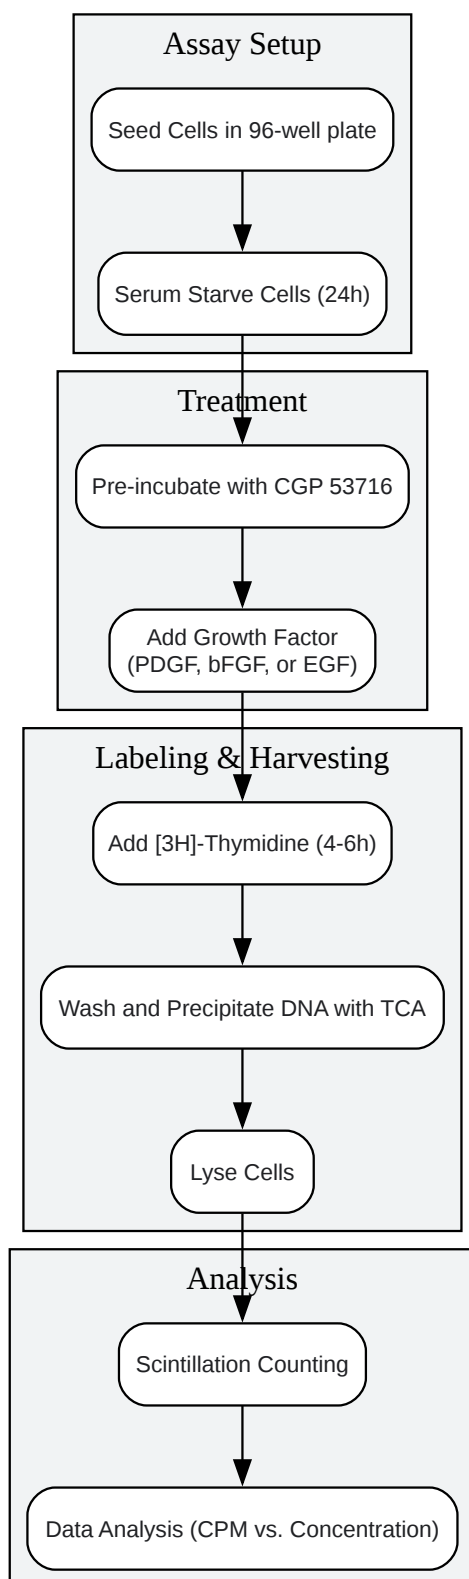 Assay Setup
Seed Cells in 96-well plate
Serum Starve Cells (24h)
Treatment
Pre-incubate with CGP 53716
Add Growth Factor
(PDGF, bFGF, or EGF)
Labeling & Harvesting
Add [3H]-Thymidine (4-6h)
Wash and Precipitate DNA with TCA
Lyse Cells
Analysis
Scintillation Counting
Data Analysis (CPM vs. Concentration)